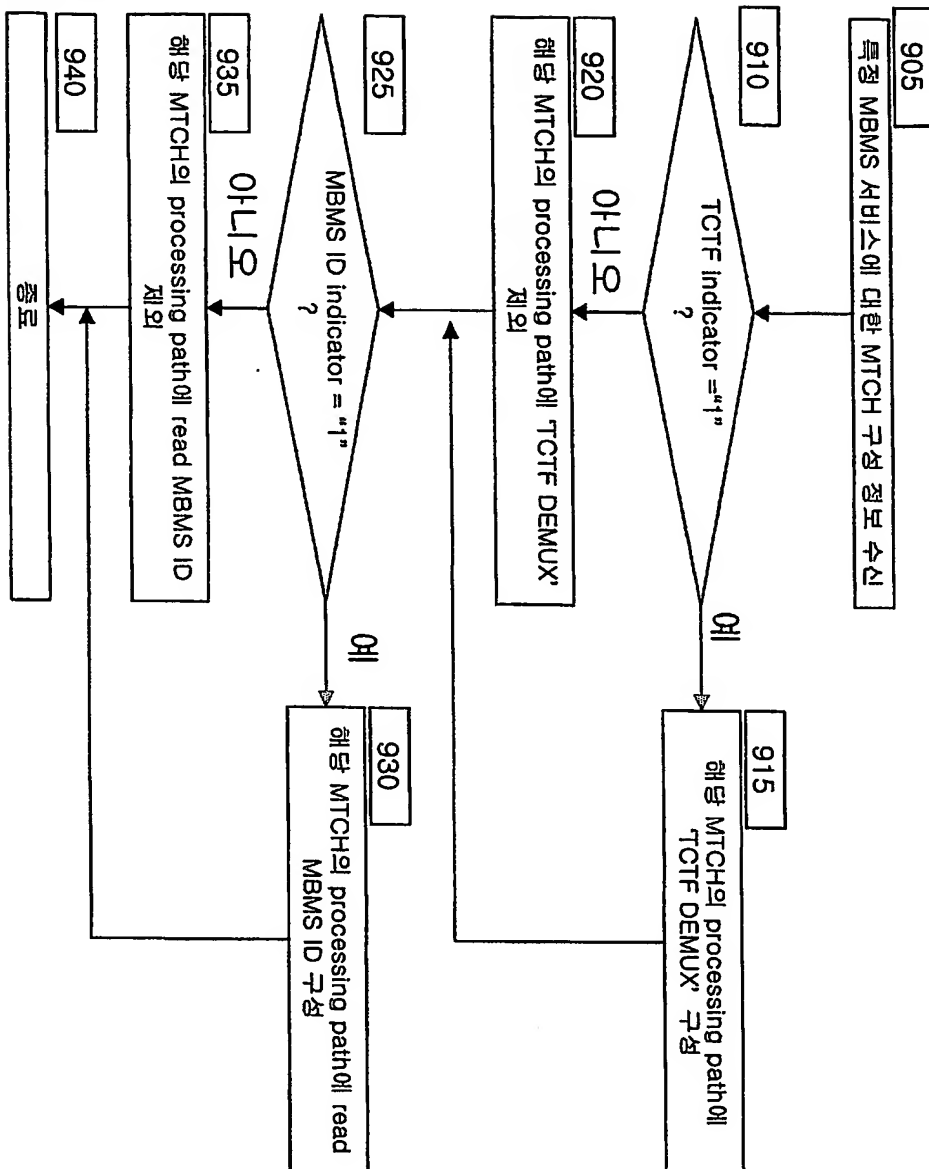 905
특정 MBMS 서비스에 대한 MTCH 구성 정보 수신
910
TCTF indicator ="1"
?
예
915
해당 MTCH의 processing path에
'TCTF DEMUX' 구성
아니오
920
해당 MTCH의 processing path에 'TCTF DEMUX'
제외
925
MBMS ID indicator = "1"
?
예
930
해당 MTCH의 processing path에 read
MBMS ID 구성
아니오
935
해당 MTCH의 processing path에 read MBMS ID
제외
940
종료